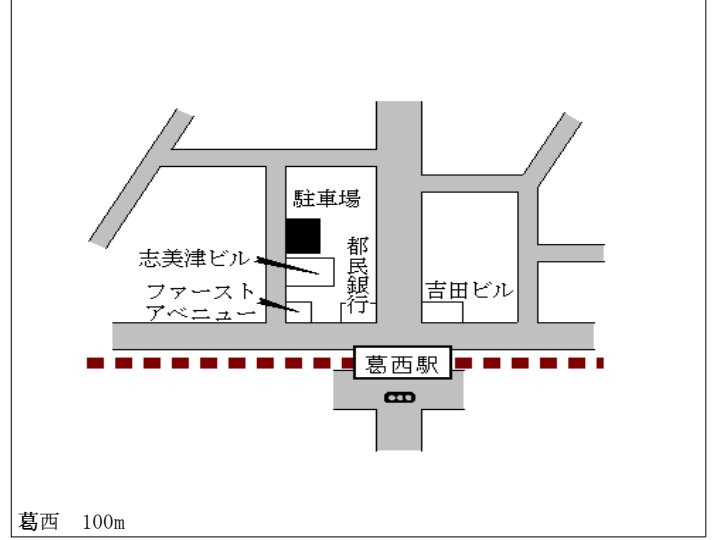 駐車場
志美津ビル
都民銀行
ファースト
アベニュー
吉田ビル
葛西駅
葛西　100m